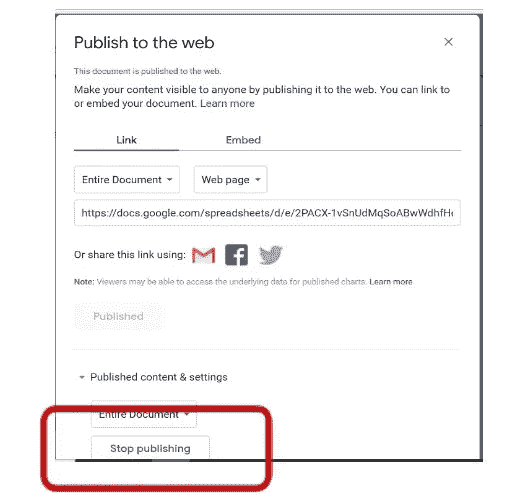 Publish to the web
This document is published to the web.
Make your content visible to anyone by publishing it to the web. You can link to
or embed your document. Learn more
Link Embed
Entire Document Web page
https://docs.google.com/spreadsheets/d/e/2PACX-1vSnUdMqSoABwWdhfH
Or share this link using:
Note: Viewers may be able to access the underlying data for published charts. Learn more
Published
Published content & settings
Entire Document
Stop publishing